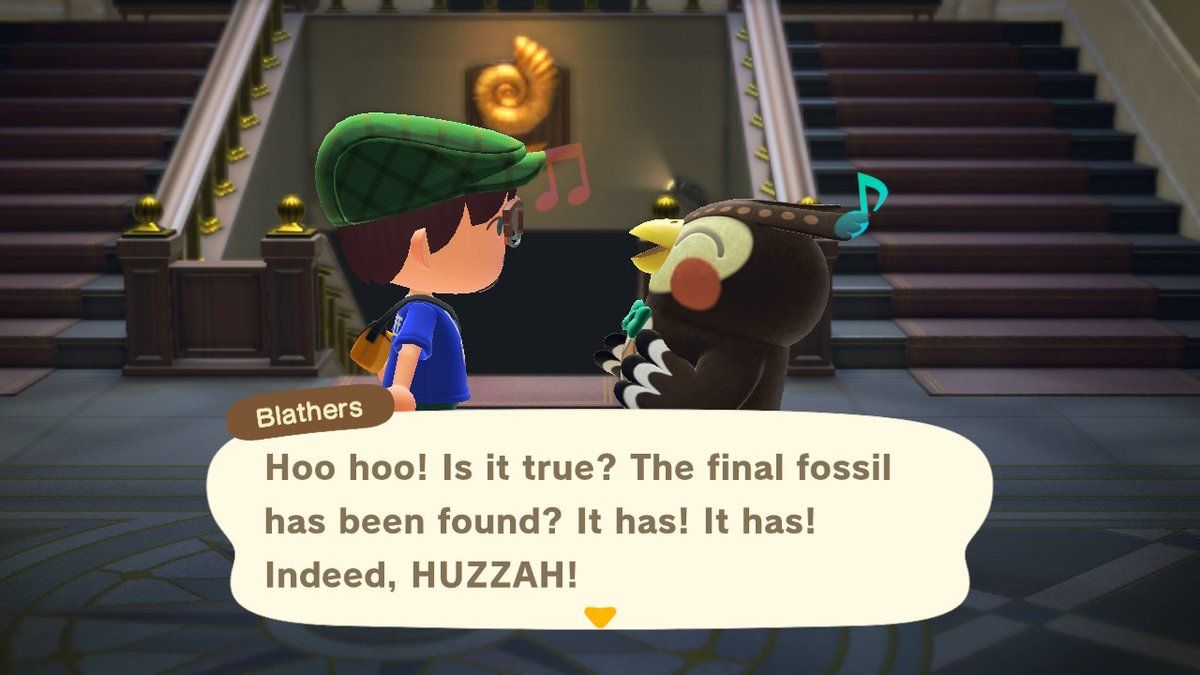 Blathers
Hoo hoo! Is it true? The final fossil
has been found? It has! It has!
Indeed, HUZZAH!